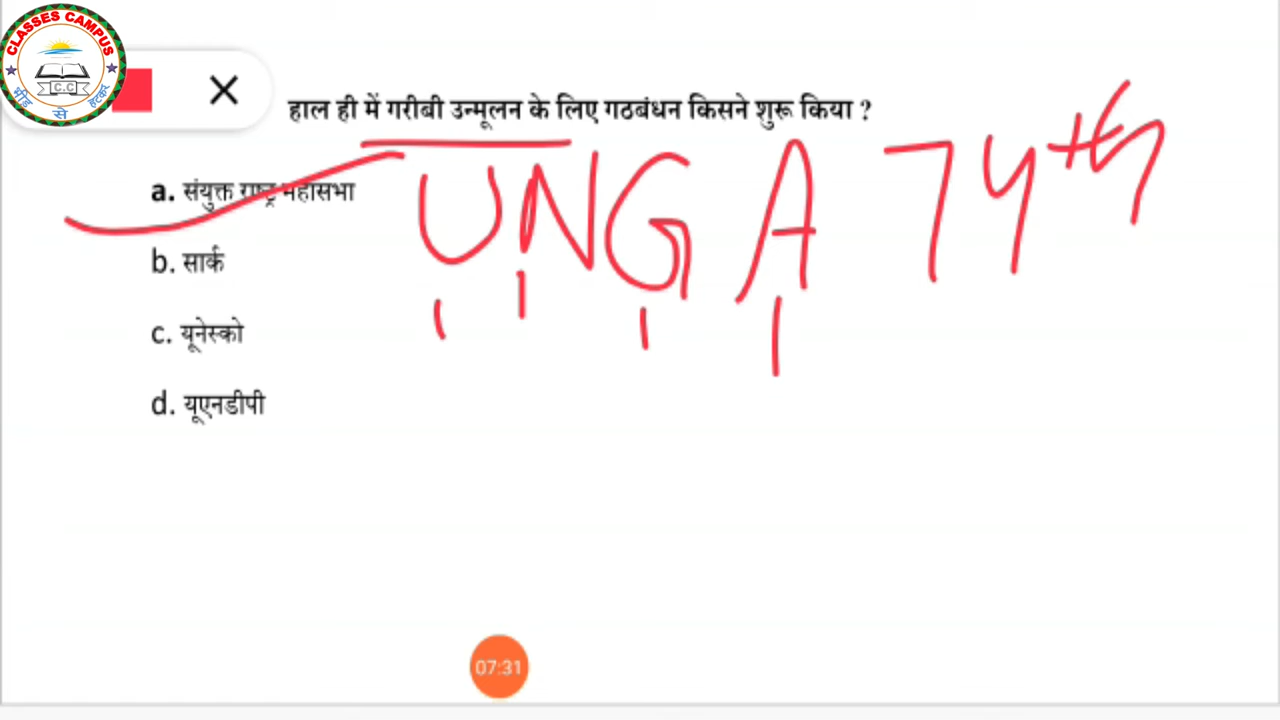 CLASSES CAMPUS
C.C
भीड़ से हटकर
हाल ही में गरीबी उन्मूलन के लिए गठबंधन किसने शुरू किया ?
a. संयुक्त राष्ट्र महासभा
UNGA 74th
b. सार्क
c. यूनेस्को
d. यूएनडीपी
07:31